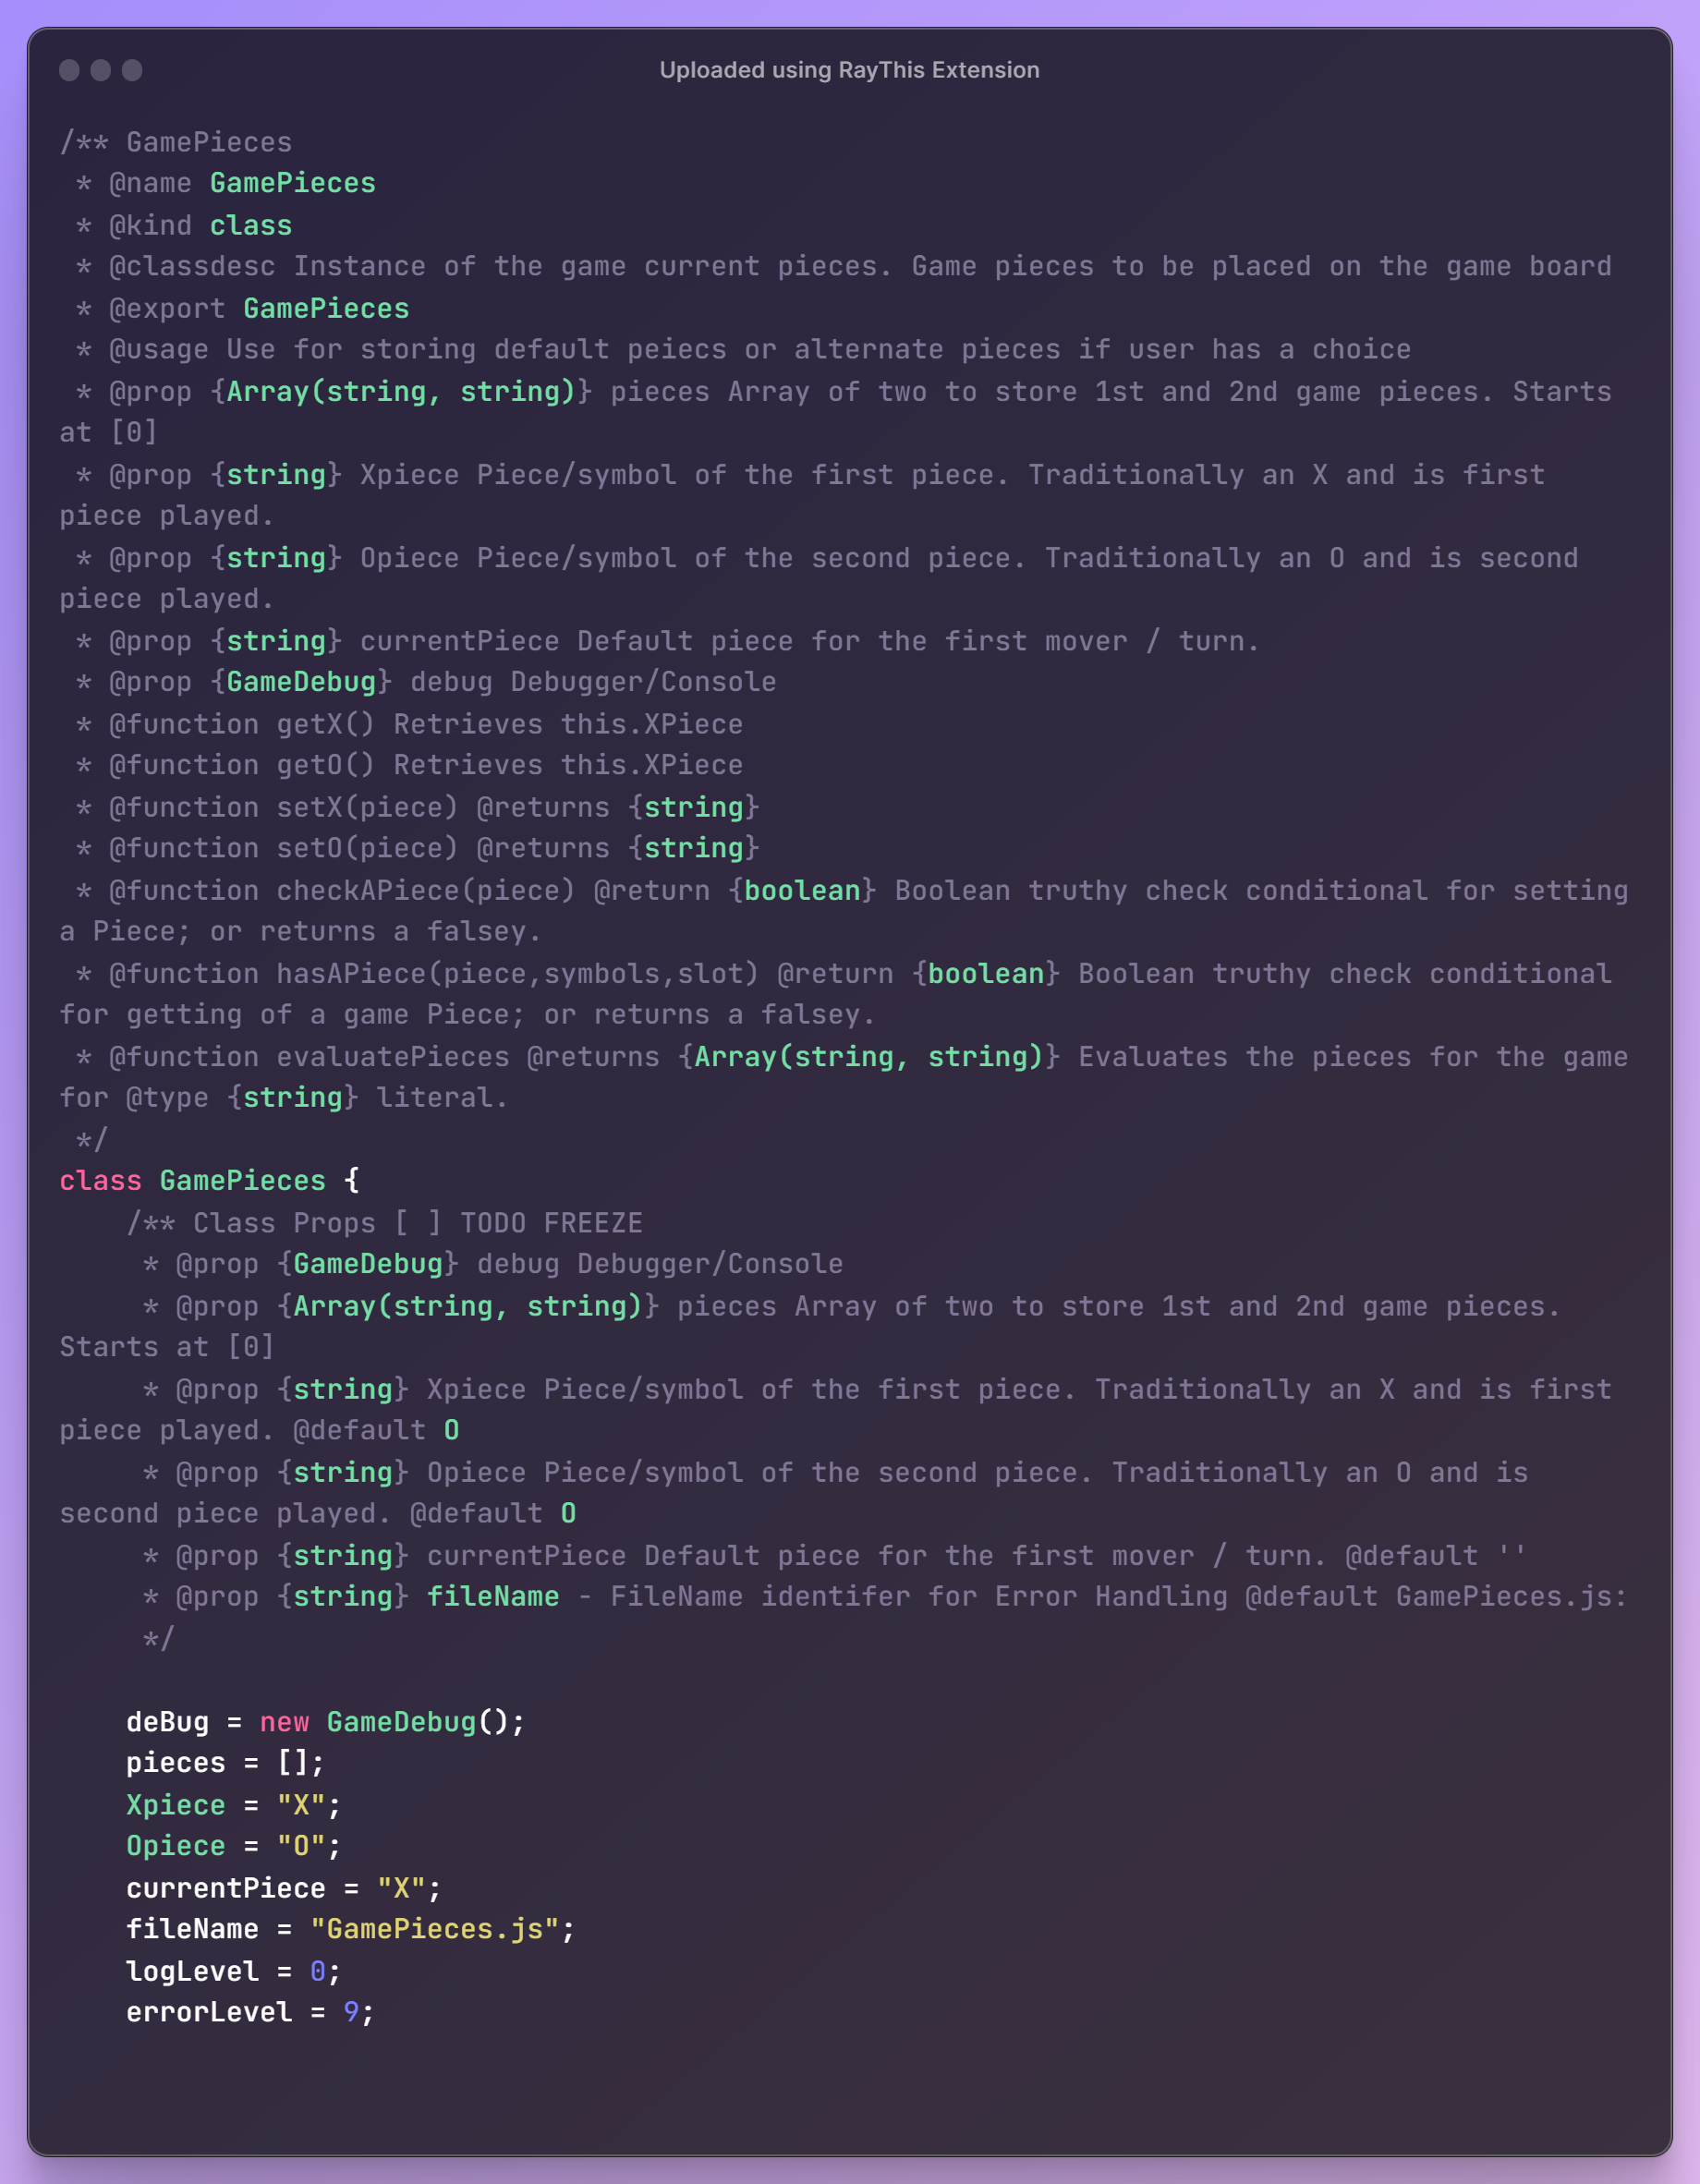 Uploaded using RayThis Extension
/** GamePieces
 * @name GamePieces
 * @kind class
 * @classdesc Instance of the game current pieces. Game pieces to be placed on the game board
 * @export GamePieces
 * @usage Use for storing default peiecs or alternate pieces if user has a choice
 * @prop {Array(string, string)} pieces Array of two to store 1st and 2nd game pieces. Starts
at [0]
 * @prop {string} Xpiece Piece/symbol of the first piece. Traditionally an X and is first
piece played.
 * @prop {string} Opiece Piece/symbol of the second piece. Traditionally an O and is second
piece played.
 * @prop {string} currentPiece Default piece for the first mover / turn.
 * @prop {GameDebug} debug Debugger/Console
 * @function getX() Retrieves this.XPiece
 * @function getO() Retrieves this.XPiece
 * @function setX(piece) @returns {string}
 * @function setO(piece) @returns {string}
 * @function checkAPiece(piece) @return {boolean} Boolean truthy check conditional for setting
a Piece; or returns a falsey.
 * @function hasAPiece(piece,symbols,slot) @return {boolean} Boolean truthy check conditional
for getting of a game Piece; or returns a falsey.
 * @function evaluatePieces @returns {Array(string, string)} Evaluates the pieces for the game
for @type {string} literal.
 */
class GamePieces {
    /** Class Props [ ] TODO FREEZE
     * @prop {GameDebug} debug Debugger/Console
     * @prop {Array(string, string)} pieces Array of two to store 1st and 2nd game pieces.
Starts at [0]
     * @prop {string} Xpiece Piece/symbol of the first piece. Traditionally an X and is first
piece played. @default O
     * @prop {string} Opiece Piece/symbol of the second piece. Traditionally an O and is
second piece played. @default O
     * @prop {string} currentPiece Default piece for the first mover / turn. @default ''
     * @prop {string} fileName - FileName identifer for Error Handling @default GamePieces.js:
     */
    deBug = new GameDebug();
    pieces = [];
    Xpiece = "X";
    Opiece = "O";
    currentPiece = "X";
    fileName = "GamePieces.js";
    logLevel = 0;
    errorLevel = 9;